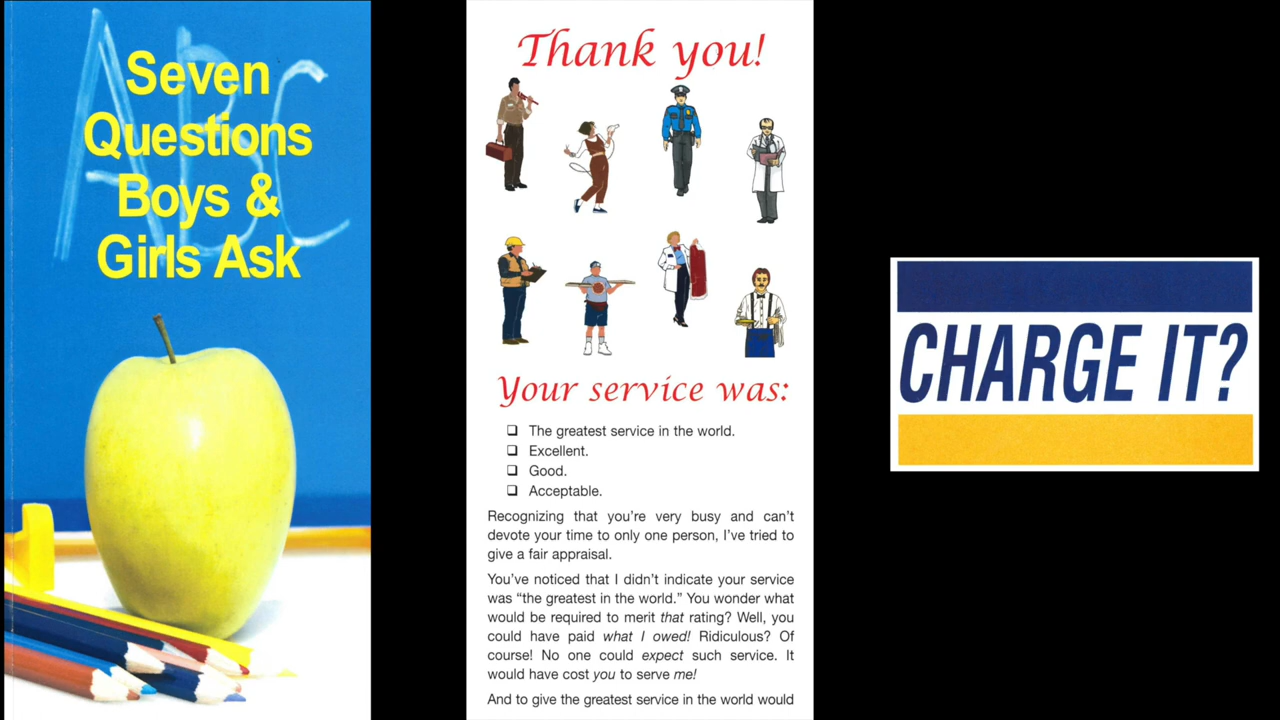 ABC
Seven
Questions
Boys &
Girls Ask
Thank you!
Your service was:
❑ The greatest service in the world.
❑ Excellent.
❑ Good.
❑ Acceptable.
Recognizing that you're very busy and can't
devote your time to only one person, I've tried to
give a fair appraisal.
You've noticed that I didn't indicate your service
was “the greatest in the world.” You wonder what
would be required to merit that rating? Well, you
could have paid what I owed! Ridiculous? Of
course! No one could expect such service. It
would have cost you to serve me!
And to give the greatest service in the world would
CHARGE IT?